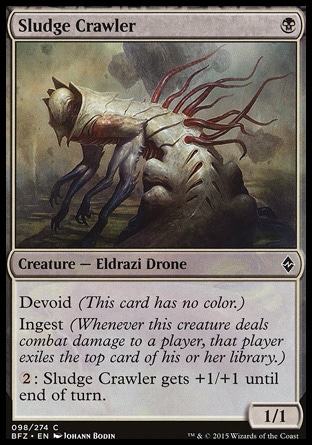 Sludge Crawler
Creature — Eldrazi Drone
Devoid (This card has no color.)
Ingest (Whenever this creature deals
combat damage to a player, that player
exiles the top card of his or her library.)
2: Sludge Crawler gets +1/+1 until
end of turn.
1/1
098/274 C
BFZ • EN Johann Bodin
™ & © 2015 Wizards of the Coast